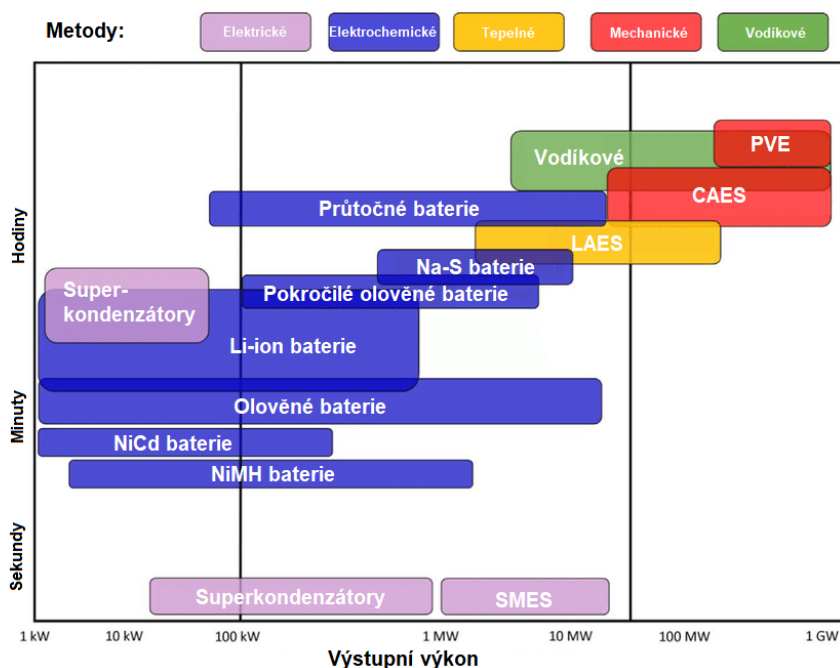 Metody:
Elektrické
Elektrochemické
Tepelné
Mechanické
Vodíkové
PVE
Vodíkové
CAES
Průtočné baterie
LAES
Na-S baterie
Super-
kondenzátory
Pokročilé olověné baterie
Li-ion baterie
Olověné baterie
NiCd baterie
NiMH baterie
Superkondenzátory
SMES
Hodiny
Minuty
Sekundy
1 kW
10 kW
100 kW
1 MW
10 MW
100 MW
1 GW
Výstupní výkon